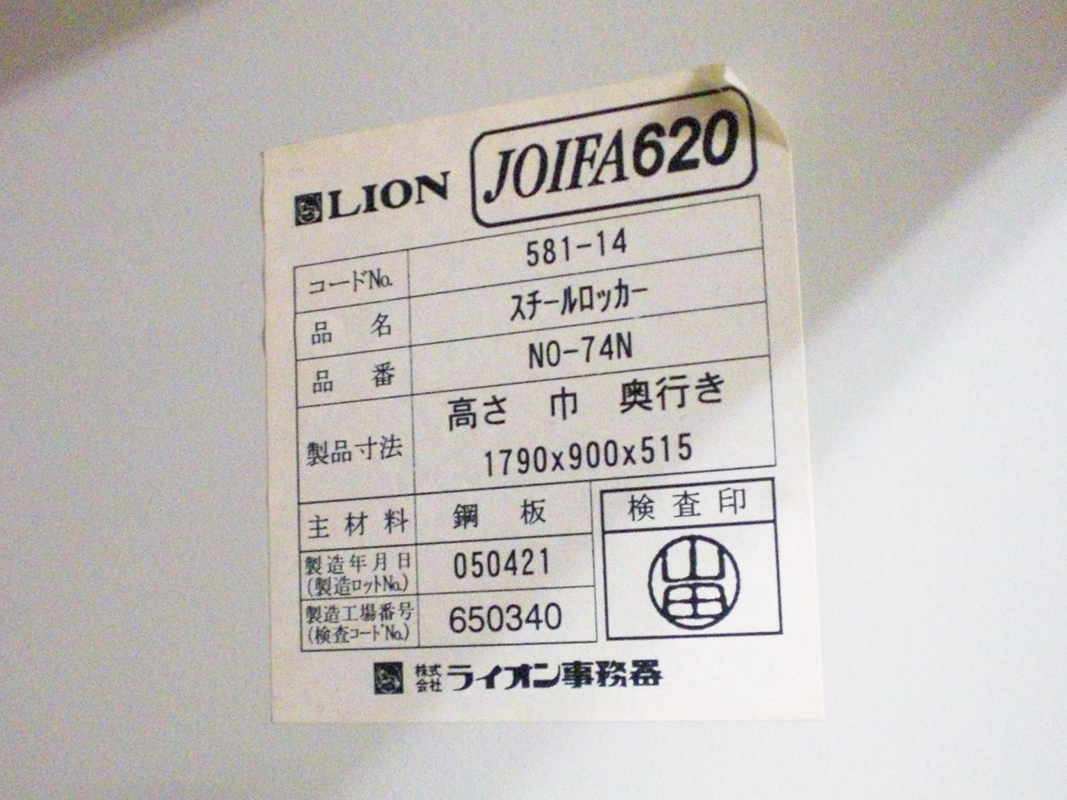 LION JOIFA620
コードNo. 581-14
品名 スチールロッカー
品番 NO-74N
製品寸法 高さ 巾 奥行き
1790x900x515
主材料 鋼板
検査印
製造年月日
(製造ロットNo.) 050421
山田
製造工場番号
(検査コードNo.) 650340
株式会社 ライオン事務器